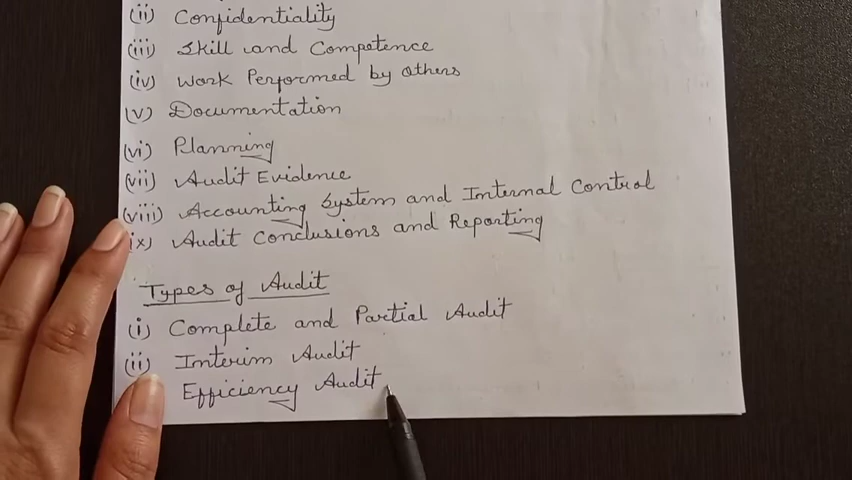 (ii) Confidentiality
(iii) Skill and Competence
(iv) Work Performed by Others
(v) Documentation
(vi) Planning
(vii) Audit Evidence
(viii) Accounting System and Internal Control
ix) Audit Conclusions and Reporting
Types of Audit
(i) Complete and Partial Audit
(ii) Interim Audit
Efficiency Audit